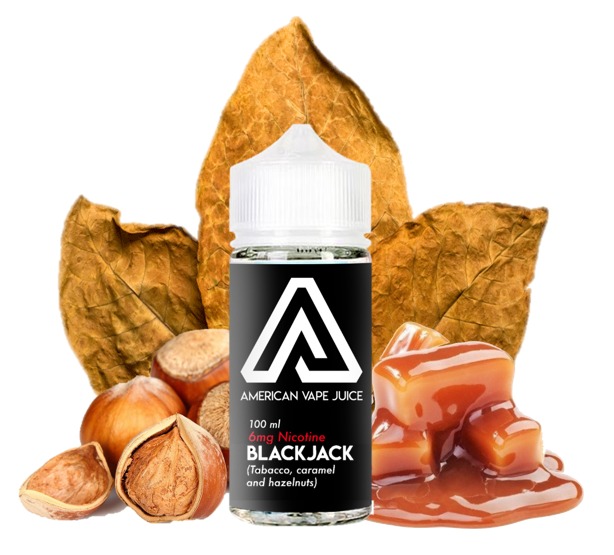 AMERICAN VAPE JUICE
100 ml
6mg Nicotine
BLACKJACK
(Tabacco, caramel
and hazelnuts)